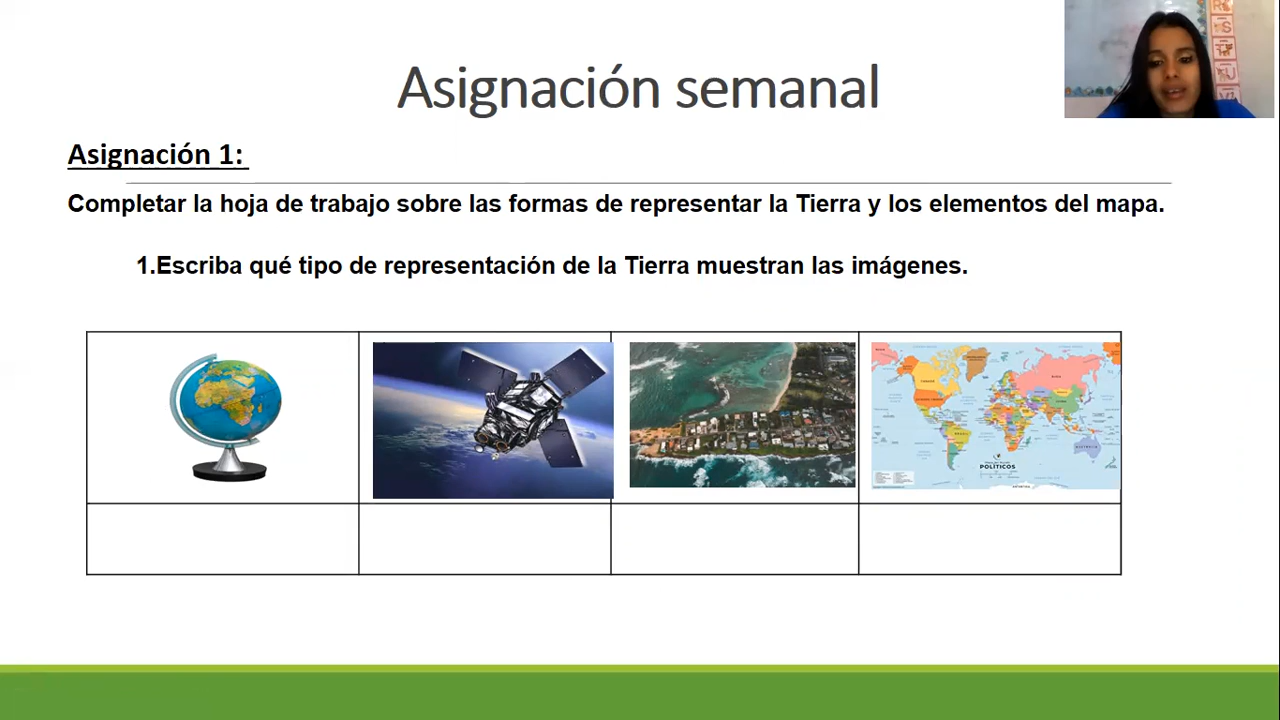 Asignación semanal
Asignación 1:
Completar la hoja de trabajo sobre las formas de representar la Tierra y los elementos del mapa.
1.Escriba qué tipo de representación de la Tierra muestran las imágenes.
POLÍTICOS